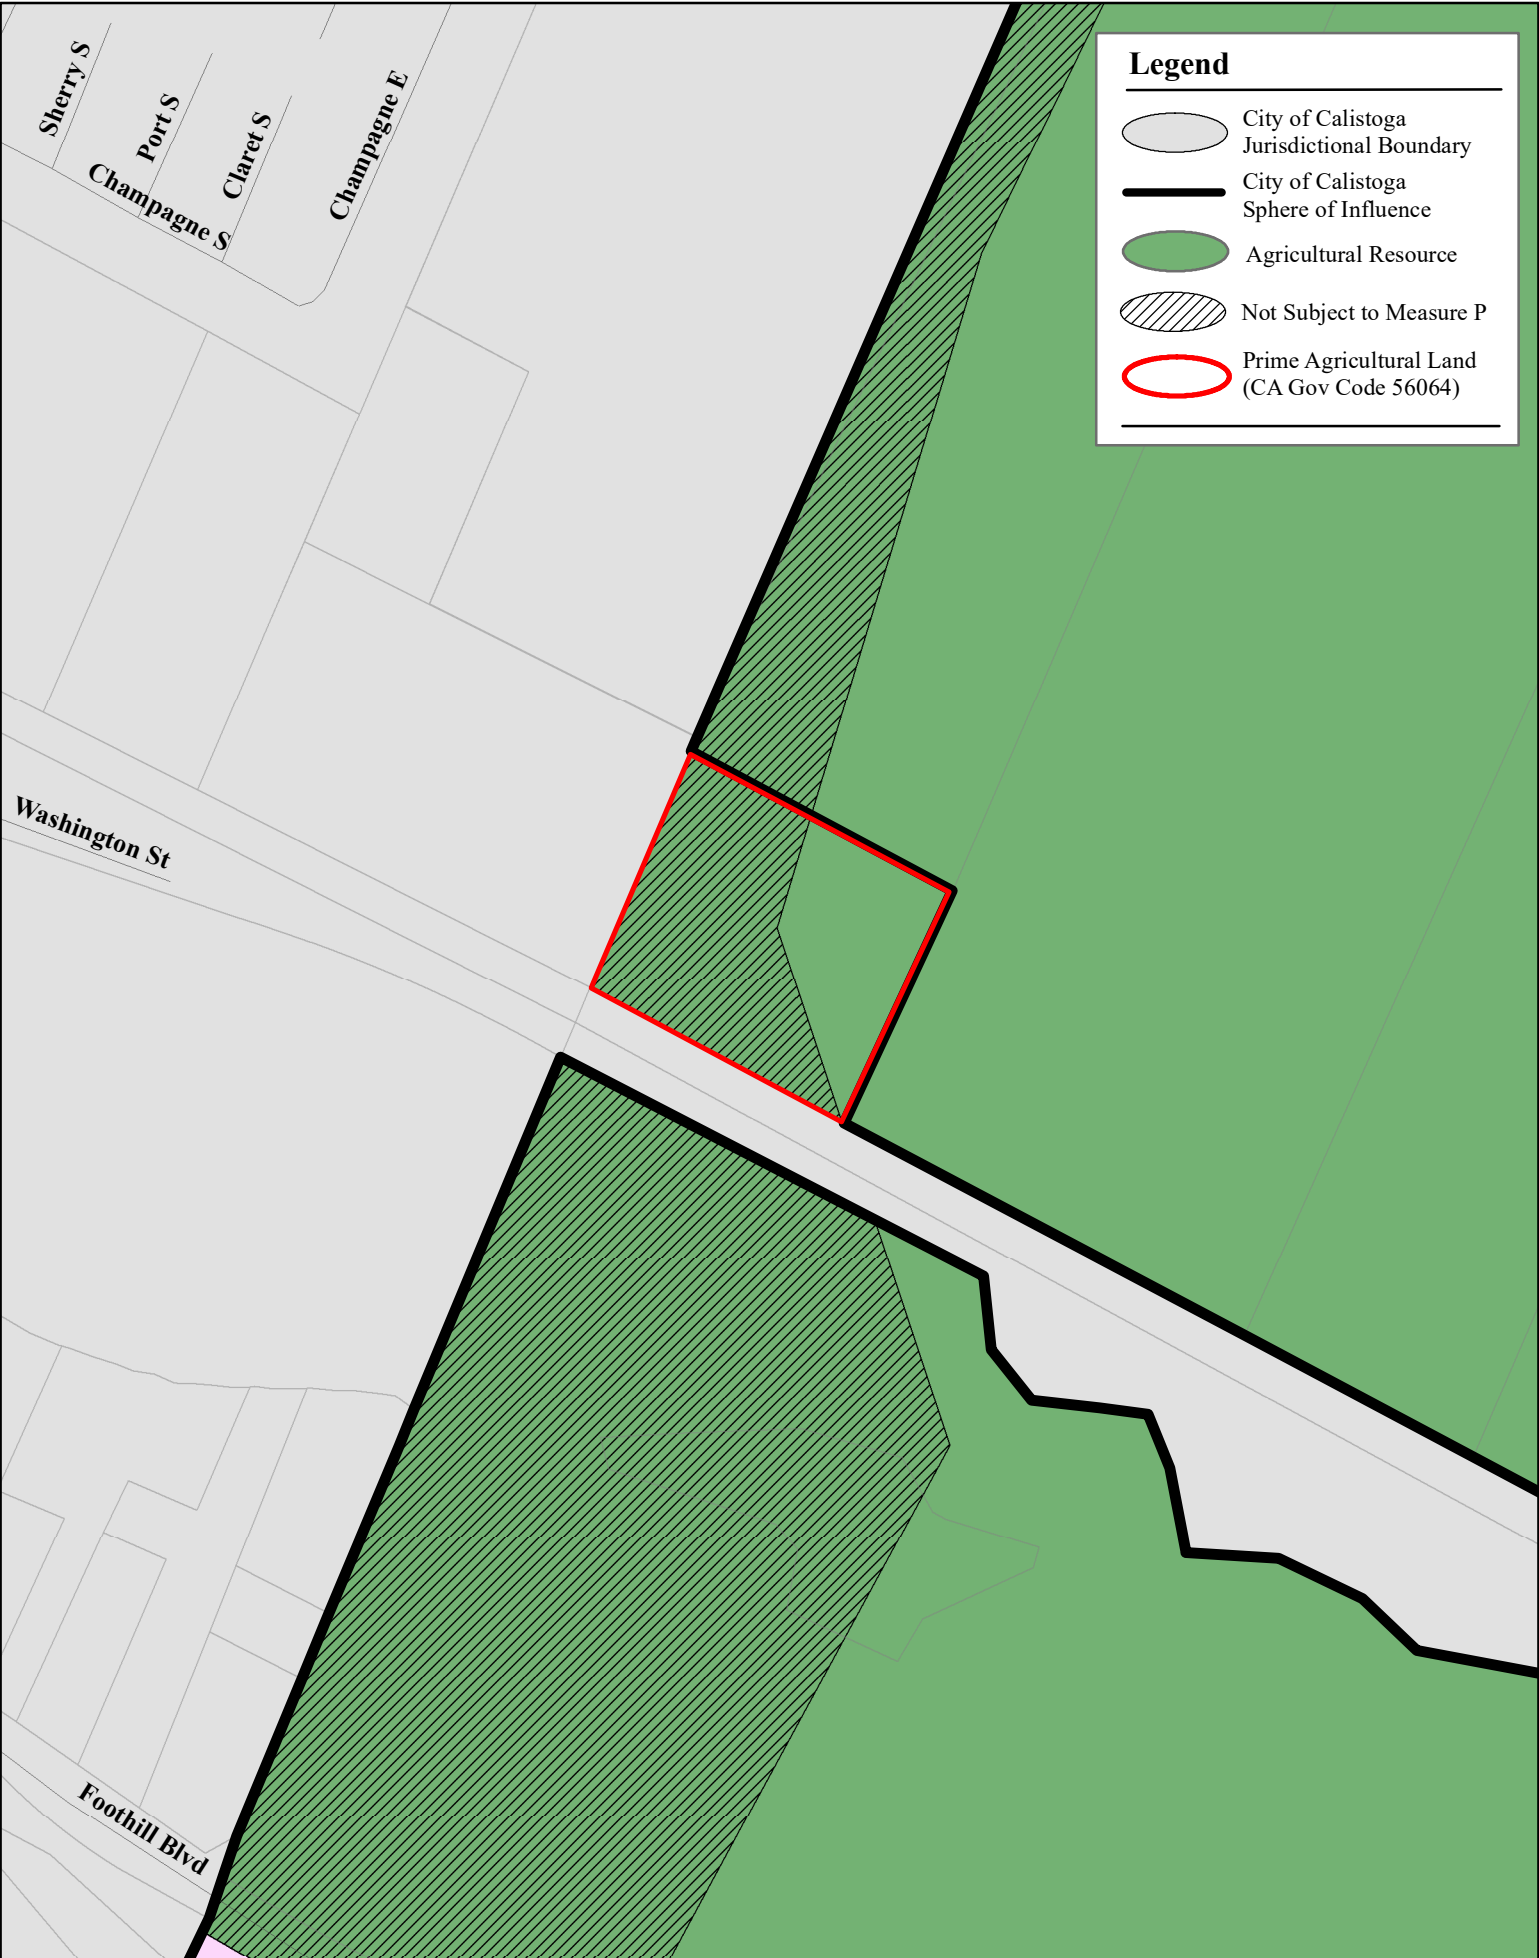 Sherry S
Port S
Claret S
Champagne E
Champagne S
Washington St
Foothill Blvd
Legend
City of Calistoga
Jurisdictional Boundary
City of Calistoga
Sphere of Influence
Agricultural Resource
Not Subject to Measure P
Prime Agricultural Land
(CA Gov Code 56064)